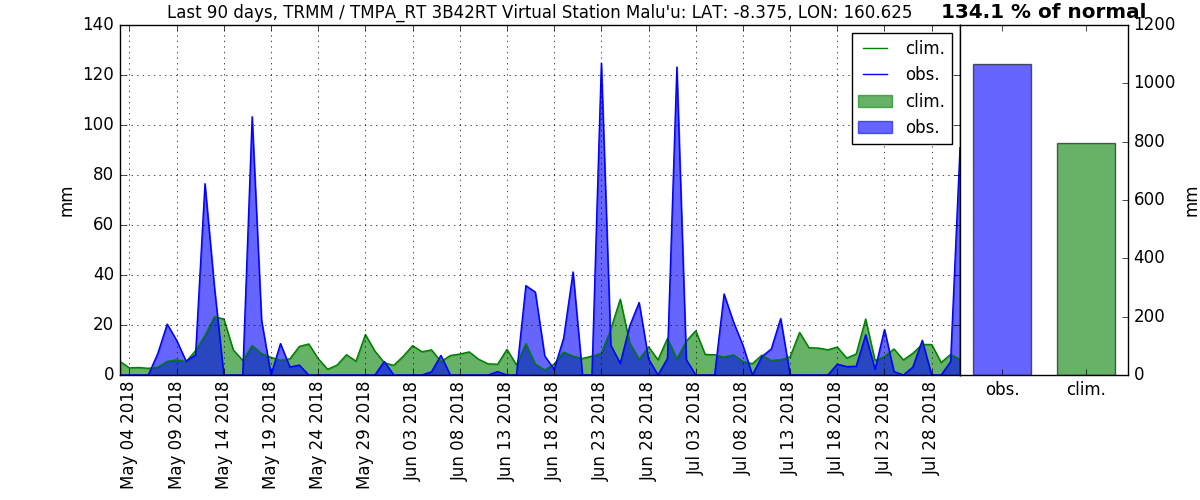 Last 90 days, TRMM / TMPA_RT 3B42RT Virtual Station Malu'u: LAT: -8.375, LON: 160.625
134.1 % of normal
140
120
100
80
60
40
20
0
mm
clim.
obs.
clim.
obs.
May 04 2018
May 09 2018
May 14 2018
May 19 2018
May 24 2018
May 29 2018
Jun 03 2018
Jun 08 2018
Jun 13 2018
Jun 18 2018
Jun 23 2018
Jun 28 2018
Jul 03 2018
Jul 08 2018
Jul 13 2018
Jul 18 2018
Jul 23 2018
Jul 28 2018
1200
1000
800
600
400
200
0
mm
obs.
clim.